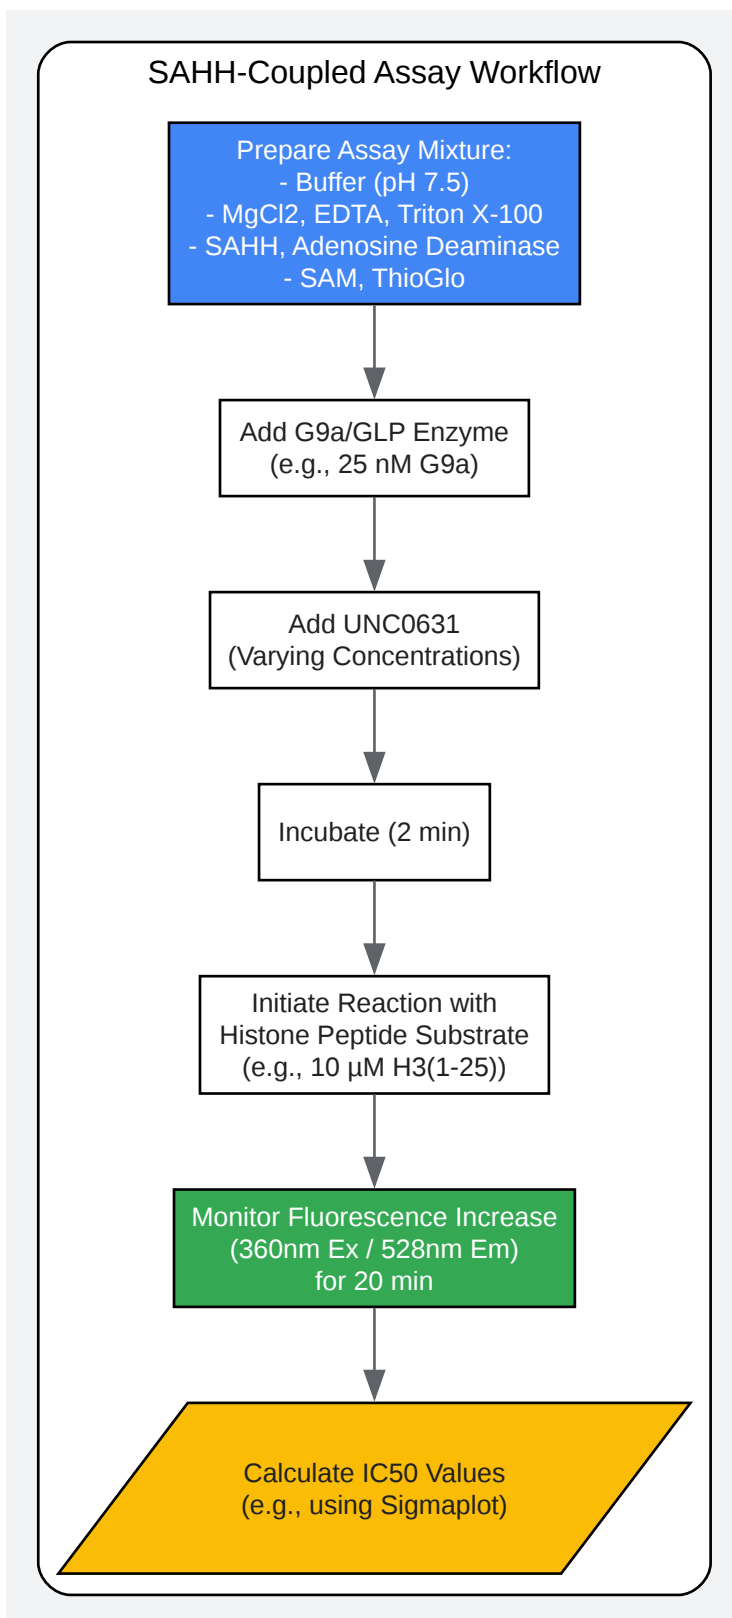 SAHH-Coupled Assay Workflow
Prepare Assay Mixture:
- Buffer (pH 7.5)
- MgCl2, EDTA, Triton X-100
- SAHH, Adenosine Deaminase
- SAM, ThioGlo
Add G9a/GLP Enzyme
(e.g., 25 nM G9a)
Add UNC0631
(Varying Concentrations)
Incubate (2 min)
Initiate Reaction with
Histone Peptide Substrate
(e.g., 10 µM H3(1-25))
Monitor Fluorescence Increase
(360nm Ex / 528nm Em)
for 20 min
Calculate IC50 Values
(e.g., using Sigmaplot)